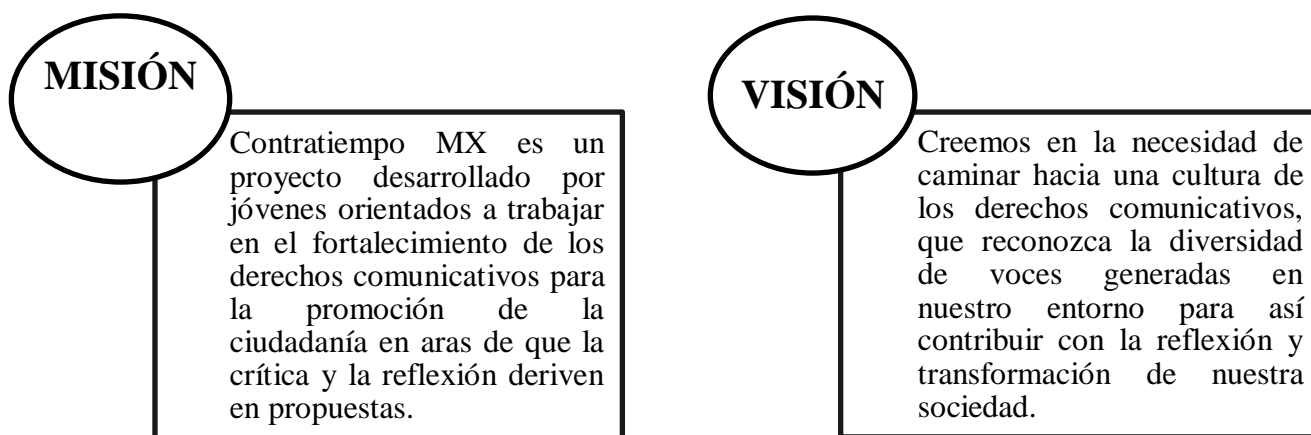 MISIÓN
Contratiempo MX es un
proyecto desarrollado por
jóvenes orientados a trabajar
en el fortalecimiento de los
derechos comunicativos para
la promoción de la
ciudadanía en aras de que la
crítica y la reflexión deriven
en propuestas.
VISIÓN
Creemos en la necesidad de
caminar hacia una cultura de
los derechos comunicativos,
que reconozca la diversidad
de voces generadas en
nuestro entorno para así
contribuir con la reflexión y
transformación de nuestra
sociedad.